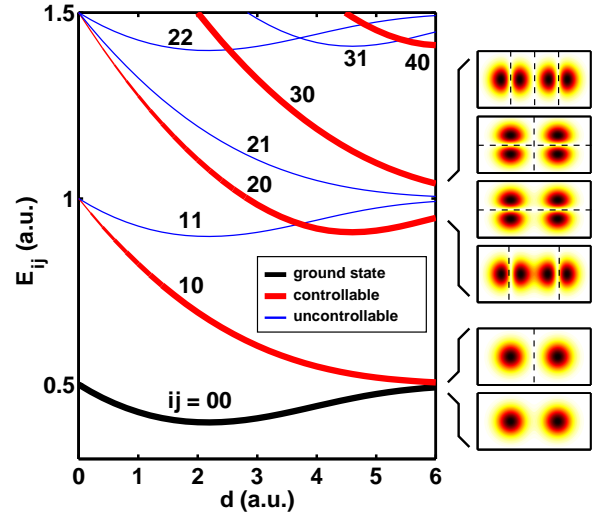 1.5
22
31
40
30
21
20
1
11
E_ij (a.u.)
10
ground state
controllable
uncontrollable
0.5
ij = 00
0 1 2 3 4 5 6
d (a.u.)